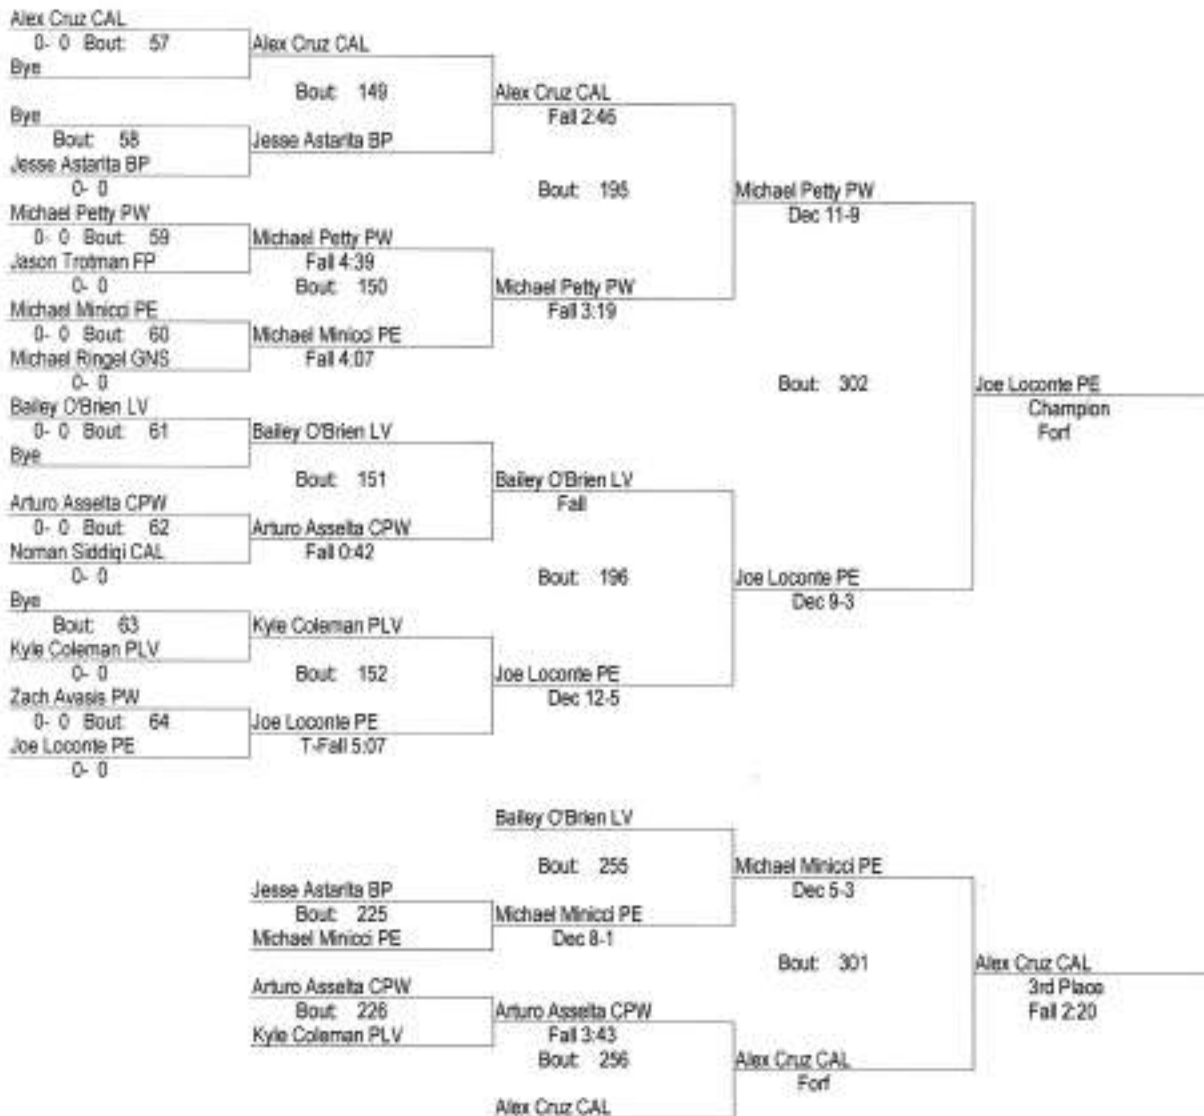 Alex Cruz CAL
0- 0 Bout: 57
Alex Cruz CAL
Bye
Bout: 149
Alex Cruz CAL
Fall 2:46
Bye
Bout: 58
Jesse Astarita BP
Jesse Astarita BP
0- 0
Bout: 195
Michael Petty PW
Dec 11-9
Michael Petty PW
0- 0 Bout: 59
Michael Petty PW
Fall 4:39
Jason Trotman FP
0- 0
Bout: 150
Michael Petty PW
Fall 3:19
Michael Minicci PE
0- 0 Bout: 60
Michael Minicci PE
Fall 4:07
Michael Ringel GNS
0- 0
Bout: 302
Joe Loconte PE
Champion
Forf
Bailey O'Brien LV
0- 0 Bout: 61
Bailey O'Brien LV
Bye
Bout: 151
Bailey O'Brien LV
Fall
Arturo Asselta CPW
0- 0 Bout: 62
Arturo Asselta CPW
Fall 0:42
Noman Siddiqi CAL
0- 0
Bout: 196
Joe Loconte PE
Dec 9-3
Bye
Bout: 63
Kyle Coleman PLV
Kyle Coleman PLV
0- 0
Bout: 152
Joe Loconte PE
Dec 12-5
Zach Avasis PW
0- 0 Bout: 64
Joe Loconte PE
T-Fall 5:07
Joe Loconte PE
0- 0
Bailey O'Brien LV
Bout: 255
Michael Minicci PE
Dec 5-3
Jesse Astarita BP
Bout: 225
Michael Minicci PE
Dec 8-1
Michael Minicci PE
Bout: 301
Alex Cruz CAL
3rd Place
Fall 2:20
Arturo Asselta CPW
Bout: 226
Arturo Asselta CPW
Fall 3:43
Kyle Coleman PLV
Bout: 256
Alex Cruz CAL
Forf
Alex Cruz CAL